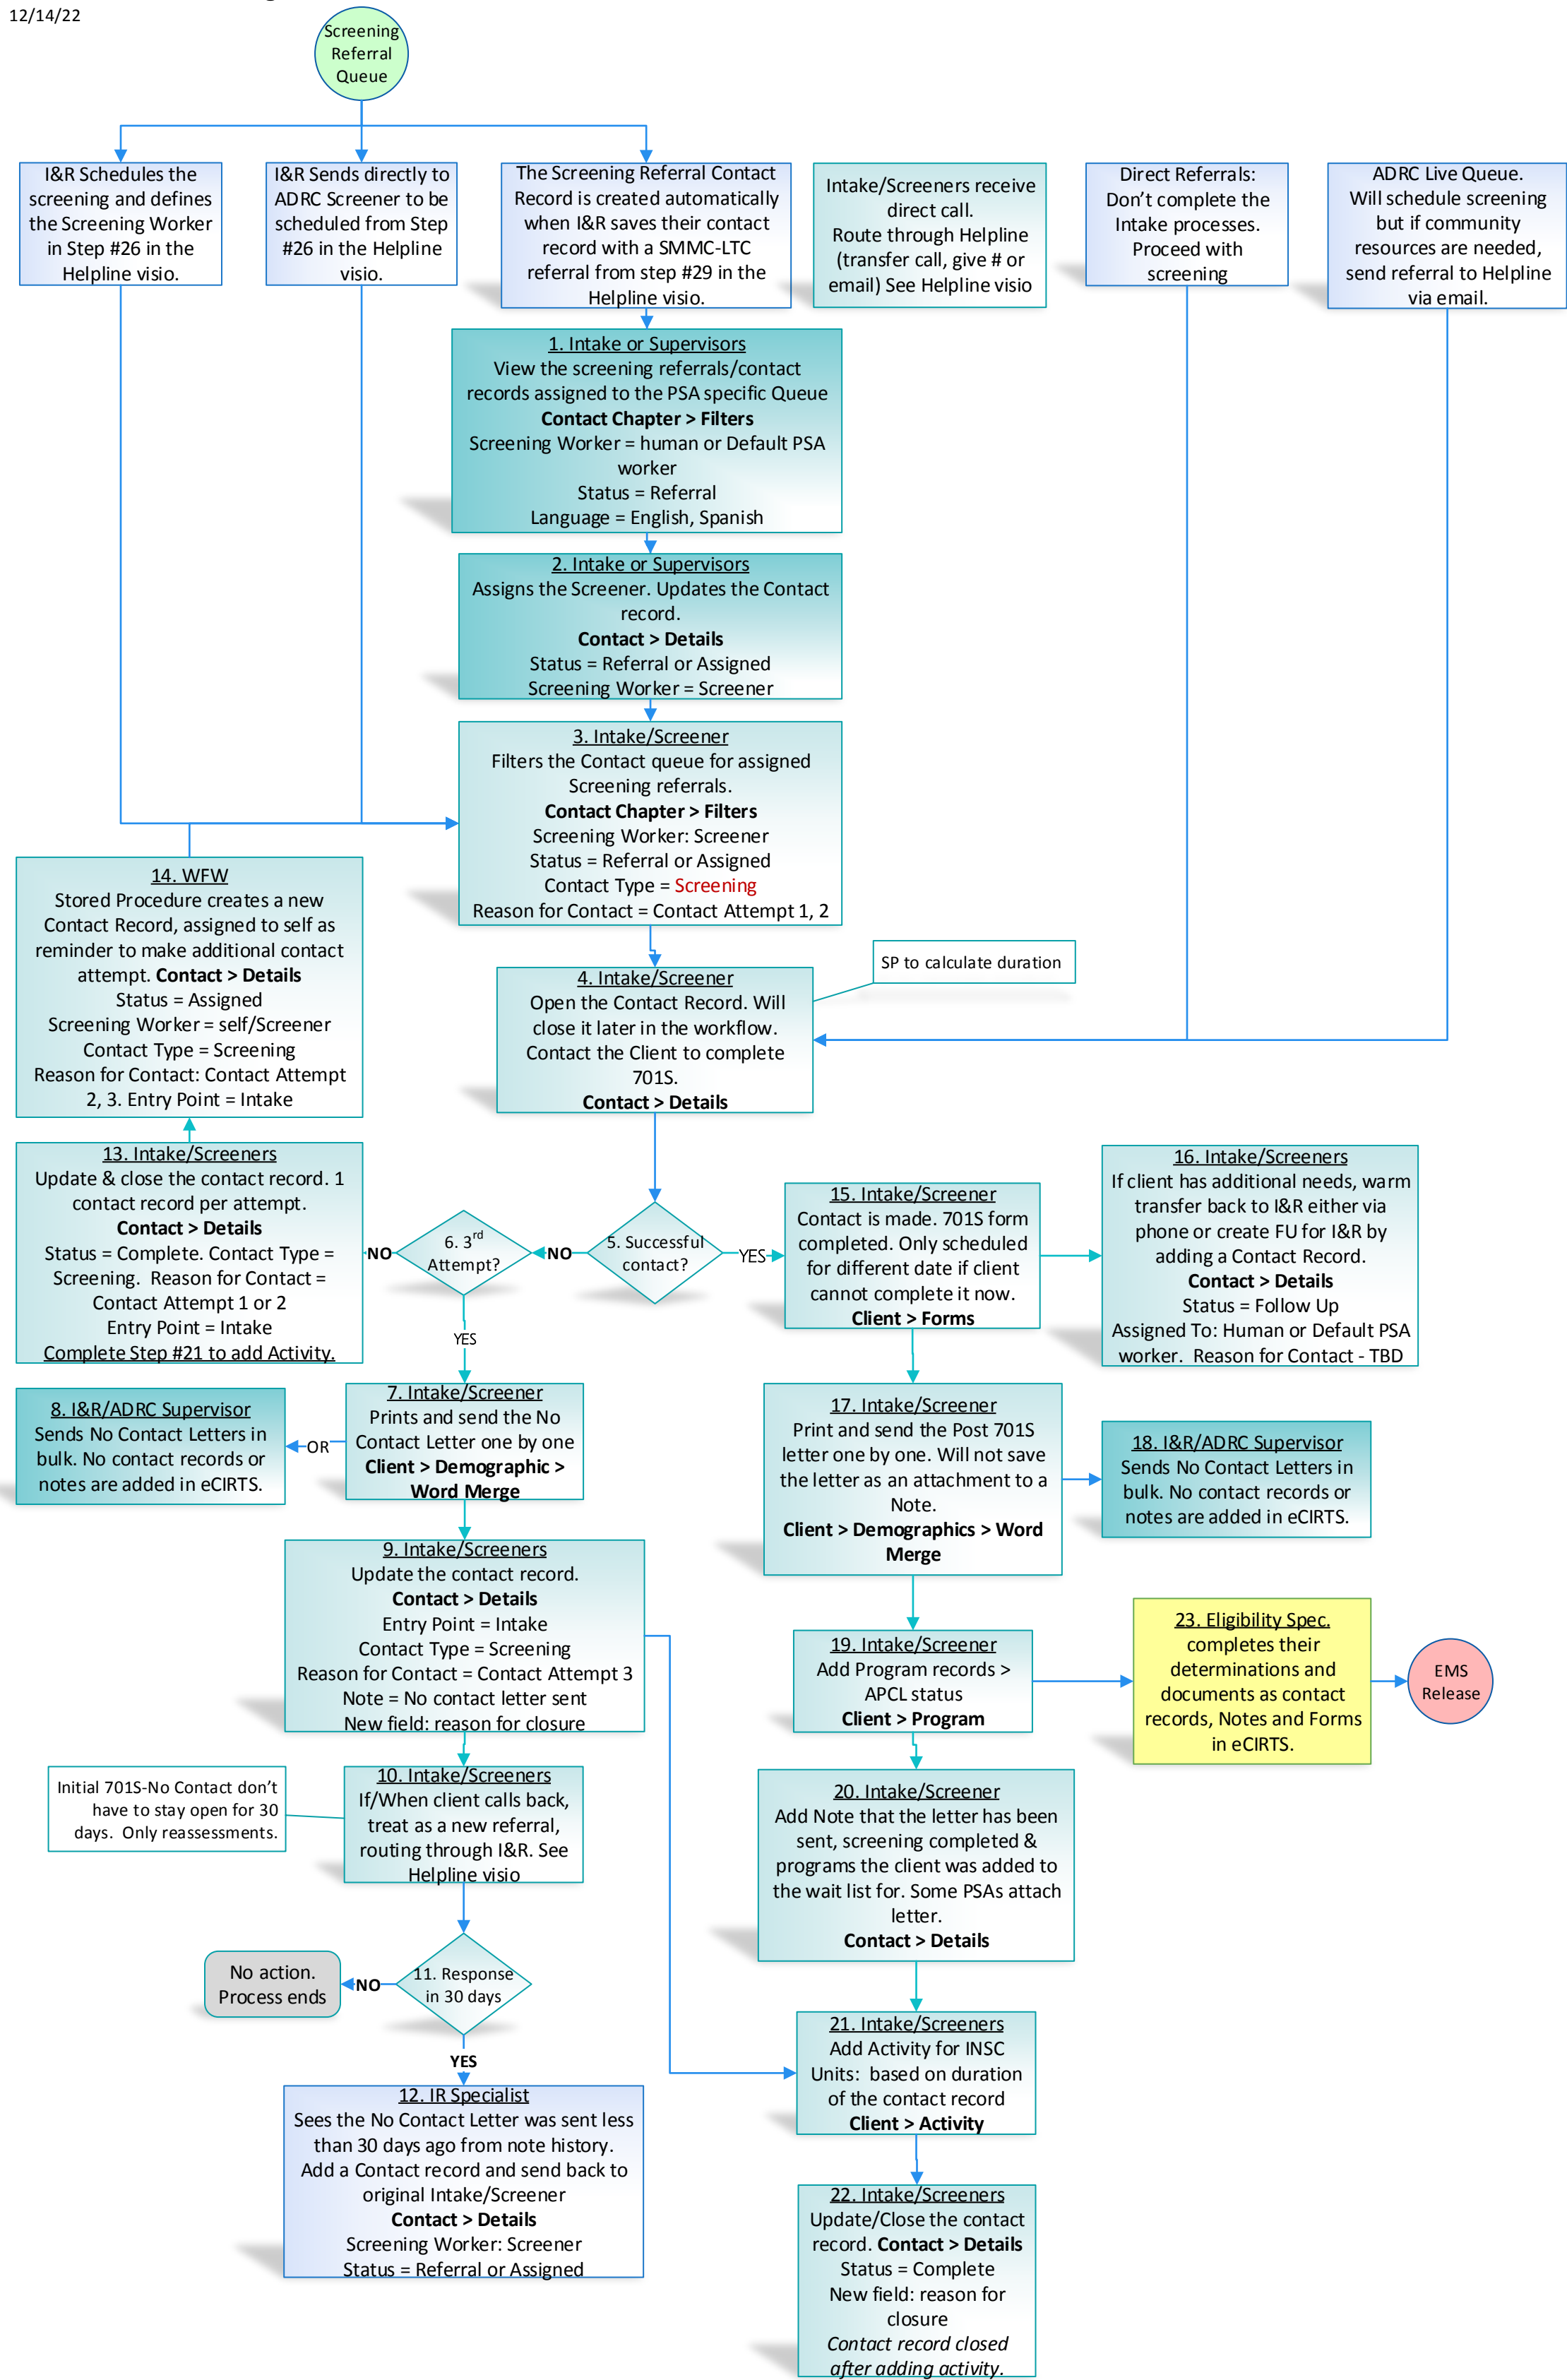 12/14/22
Screening
Referral
Queue
I&R Schedules the
screening and defines
the Screening Worker
in Step #26 in the
Helpline visio.
I&R Sends directly to
ADRC Screener to be
scheduled from Step
#26 in the Helpline
visio.
The Screening Referral Contact
Record is created automatically
when I&R saves their contact
record with a SMMC-LTC
referral from step #29 in the
Helpline visio.
Intake/Screeners receive
direct call.
Route through Helpline
(transfer call, give # or
email) See Helpline visio
Direct Referrals:
Don't complete the
Intake processes.
Proceed with
screening
ADRC Live Queue.
Will schedule screening
but if community
resources are needed,
send referral to Helpline
via email.
1. Intake or Supervisors
View the screening referrals/contact
records assigned to the PSA specific Queue
Contact Chapter > Filters
Screening Worker = human or Default PSA
worker
Status = Referral
Language = English, Spanish
2. Intake or Supervisors
Assigns the Screener. Updates the Contact
record.
Contact > Details
Status = Referral or Assigned
Screening Worker = Screener
3. Intake/Screener
Filters the Contact queue for assigned
Screening referrals.
Contact Chapter > Filters
Screening Worker: Screener
Status = Referral or Assigned
Contact Type = Screening
Reason for Contact = Contact Attempt 1, 2
14. WFW
Stored Procedure creates a new
Contact Record, assigned to self as
reminder to make additional contact
attempt. Contact > Details
Status = Assigned
Screening Worker = self/Screener
Contact Type = Screening
Reason for Contact: Contact Attempt
2, 3. Entry Point = Intake
SP to calculate duration
4. Intake/Screener
Open the Contact Record. Will
close it later in the workflow.
Contact the Client to complete
701S.
Contact > Details
13. Intake/Screeners
Update & close the contact record. 1
contact record per attempt.
Contact > Details
Status = Complete. Contact Type =
Screening.  Reason for Contact =
Contact Attempt 1 or 2
Entry Point = Intake
Complete Step #21 to add Activity.
NO
6. 3rd
Attempt?
NO
5. Successful
contact?
YES
15. Intake/Screener
Contact is made. 701S form
completed. Only scheduled
for different date if client
cannot complete it now.
Client > Forms
16. Intake/Screeners
If client has additional needs, warm
transfer back to I&R either via
phone or create FU for I&R by
adding a Contact Record.
Contact > Details
Status = Follow Up
Assigned To: Human or Default PSA
worker.  Reason for Contact - TBD
YES
8. I&R/ADRC Supervisor
Sends No Contact Letters in
bulk. No contact records or
notes are added in eCIRTS.
OR
7. Intake/Screener
Prints and send the No
Contact Letter one by one
Client > Demographic >
Word Merge
17. Intake/Screener
Print and send the Post 701S
letter one by one. Will not save
the letter as an attachment to a
Note.
Client > Demographics > Word
Merge
18. I&R/ADRC Supervisor
Sends No Contact Letters in
bulk. No contact records or
notes are added in eCIRTS.
9. Intake/Screeners
Update the contact record.
Contact > Details
Entry Point = Intake
Contact Type = Screening
Reason for Contact = Contact Attempt 3
Note = No contact letter sent
New field: reason for closure
19. Intake/Screener
Add Program records >
APCL status
Client > Program
23. Eligibility Spec.
completes their
determinations and
documents as contact
records, Notes and Forms
in eCIRTS.
EMS
Release
Initial 701S-No Contact don't
have to stay open for 30
days.  Only reassessments.
10. Intake/Screeners
If/When client calls back,
treat as a new referral,
routing through I&R. See
Helpline visio
20. Intake/Screener
Add Note that the letter has been
sent, screening completed &
programs the client was added to
the wait list for. Some PSAs attach
letter.
Contact > Details
No action.
Process ends
NO
11. Response
in 30 days
YES
21. Intake/Screeners
Add Activity for INSC
Units:  based on duration
of the contact record
Client > Activity
12. IR Specialist
Sees the No Contact Letter was sent less
than 30 days ago from note history.
Add a Contact record and send back to
original Intake/Screener
Contact > Details
Screening Worker: Screener
Status = Referral or Assigned
22. Intake/Screeners
Update/Close the contact
record. Contact > Details
Status = Complete
New field: reason for
closure
Contact record closed
after adding activity.